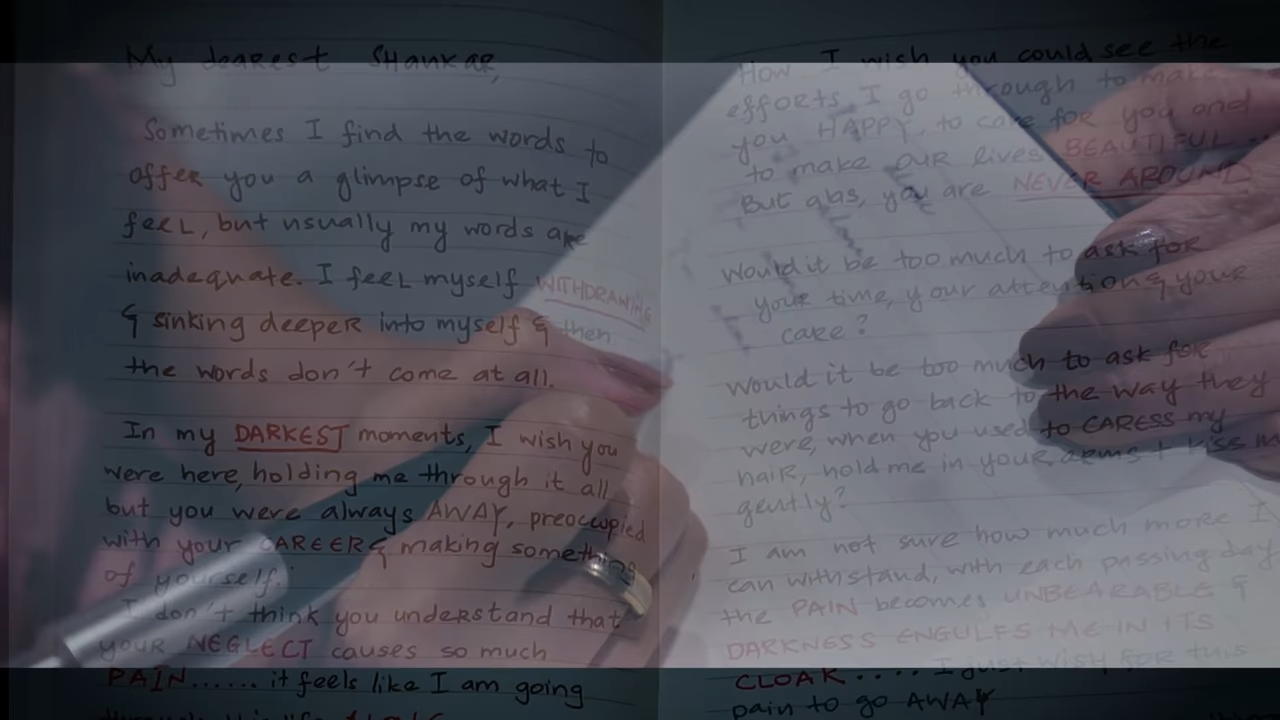 My dearest Shankar,
Sometimes I find the words to
offer you a glimpse of what I
feel, but usually my words are
inadequate. I feel myself WITHDRAWING
& sinking deeper into myself & then
the words don't come at all.
In my DARKEST moments, I wish you
were here, holding me through it all
but you were always AWAY, preoccupied
with your CAREER & making something
of yourself.
I don't think you understand that
your NEGLECT causes so much
PAIN...... it feels like I am going
through this life
How I wish you could see the
efforts I go through to make
you HAPPY, to care for you and
to make OUR lives BEAUTIFUL...
But alas, you are NEVER AROUND
Would it be too much to ask for
your time, your attention & your
care?
Would it be too much to ask for
things to go back to the way they
were, when you used to CARESS my
hair, hold me in your arms & kiss
gently?
I am not sure how much more I
can withstand, with each passing day
the PAIN becomes UNBEARABLE &
DARKNESS ENGULFS ME IN ITS
CLOAK.... I just wish for this
pain to go AWAY